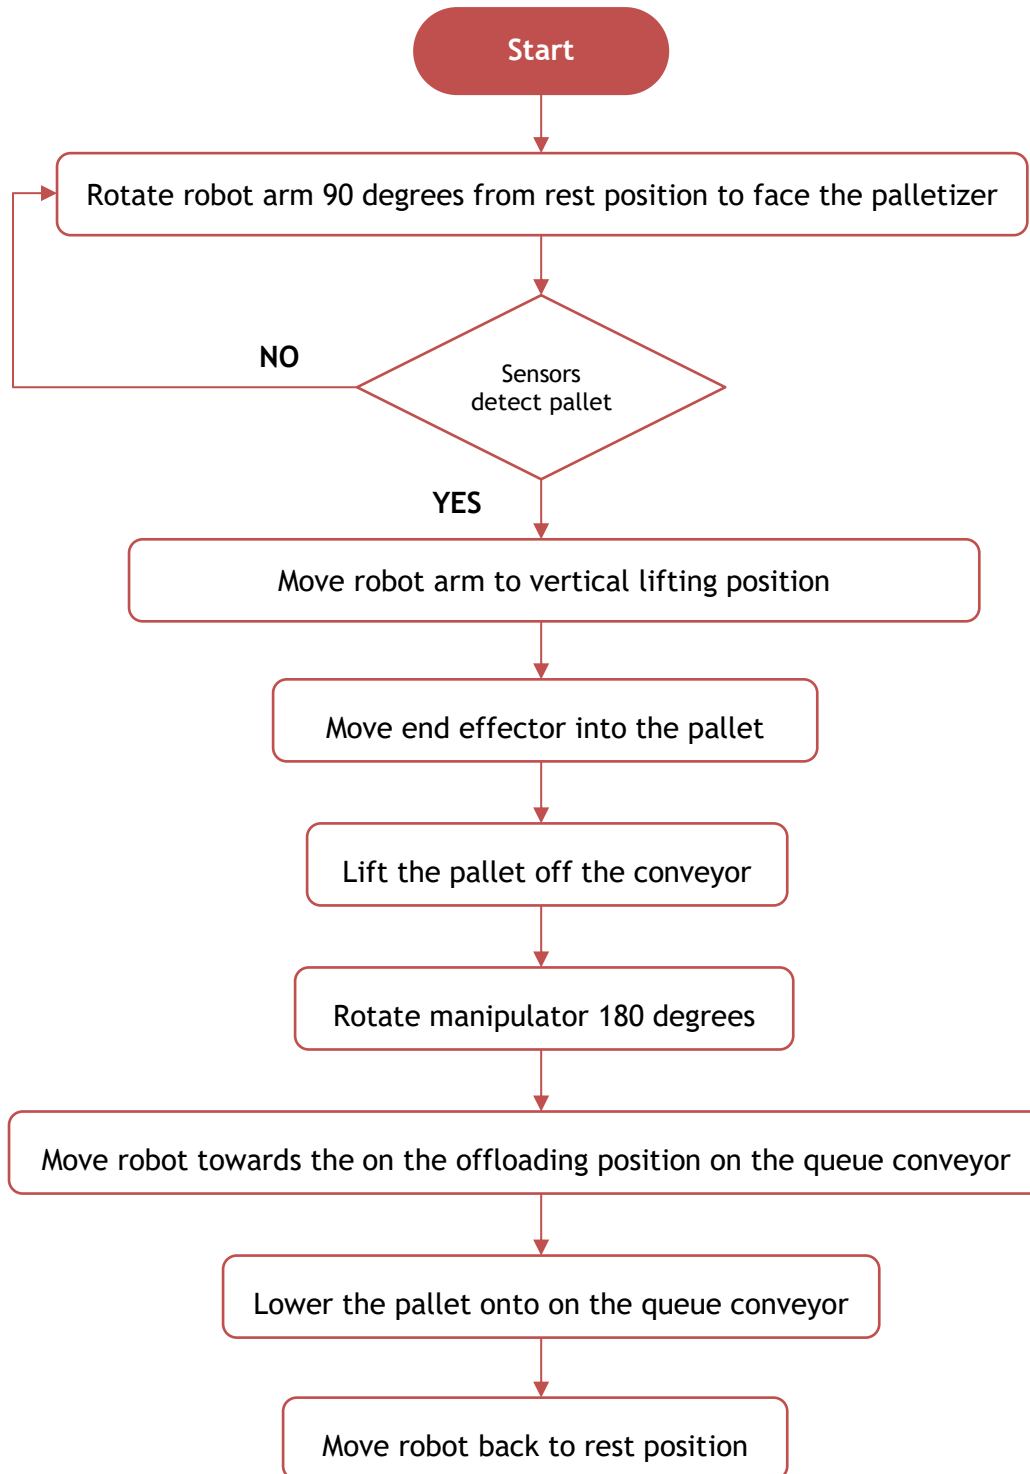 Start
Rotate robot arm 90 degrees from rest position to face the palletizer
NO
Sensors
detect pallet
YES
Move robot arm to vertical lifting position
Move end effector into the pallet
Lift the pallet off the conveyor
Rotate manipulator 180 degrees
Move robot towards the on the offloading position on the queue conveyor
Lower the pallet onto on the queue conveyor
Move robot back to rest position